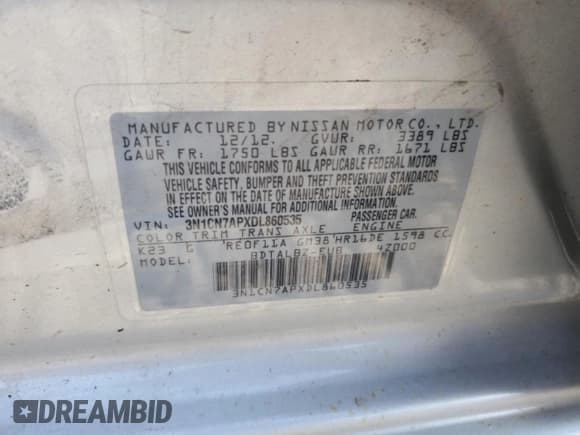 MANUFACTURED BY NISSAN MOTOR CO., LTD.
DATE: 12/12. GVWR: 3389 LBS
GAWR FR: 1750 LBS GAWR RR: 1671 LBS
THIS VEHICLE CONFORMS TO ALL APPLICABLE FEDERAL MOTOR
VEHICLE SAFETY, BUMPER AND THEFT PREVENTION STANDARDS
IN EFFECT ON THE DATE OF MANUFACTURE SHOWN ABOVE.
SEE OWNER'S MANUAL FOR ADDITIONAL INFORMATION.
VIN: 3N1CN7APXDL860535 PASSENGER CAR.
COLOR TRIM TRANS AXLE ENGINE
K23 RE0F11A GM38 HR16DE 1598 CC
MODEL 42000
3N1CN7APXDL860535
DREAMBID